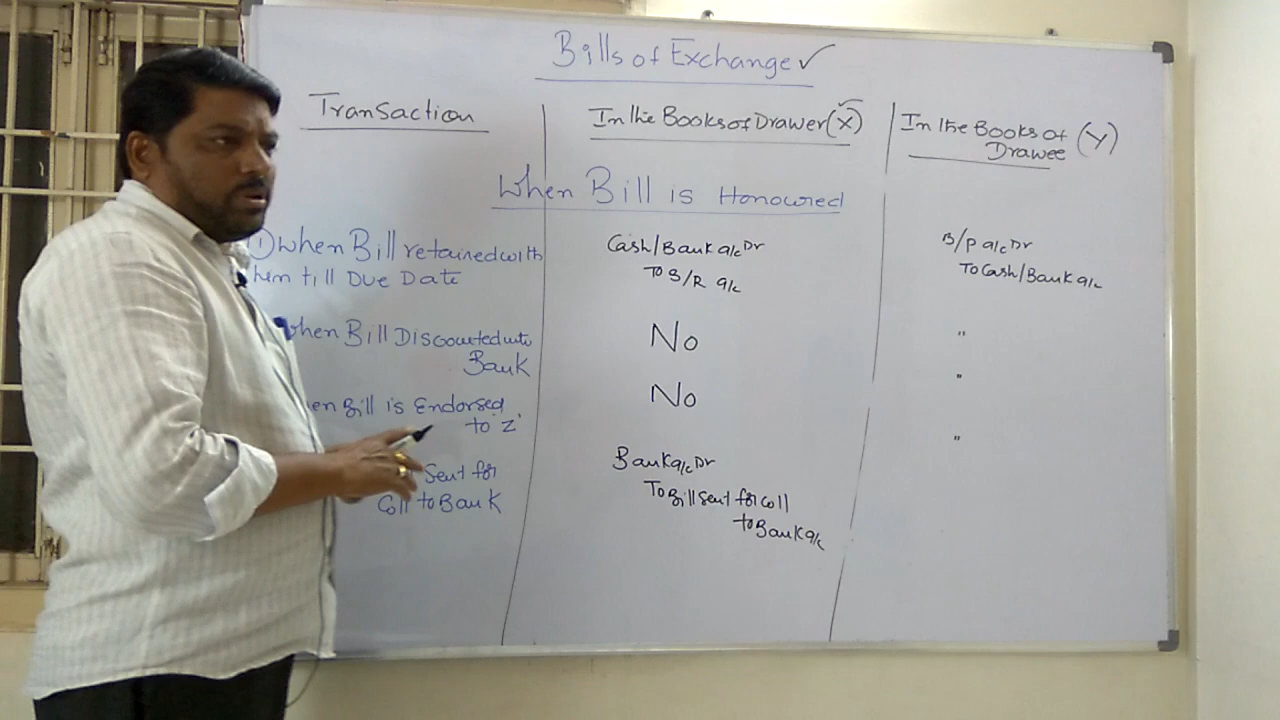 Bills of Exchange ✓
Transaction
In the Books of Drawer (X)
In the Books of
Drawee (Y)
When Bill is Honoured
1) When Bill retained with
till Due Date
Cash/Bank a/c Dr
To B/R a/c
B/P a/c Dr
To Cash/Bank a/c
When Bill Discounted with
Bank
No
"
Bill is Endorsed
to 'Z'
No
"
Sent for
Coll to Bank
Bank a/c Dr
To Bill Sent for Coll
to Bank a/c
"